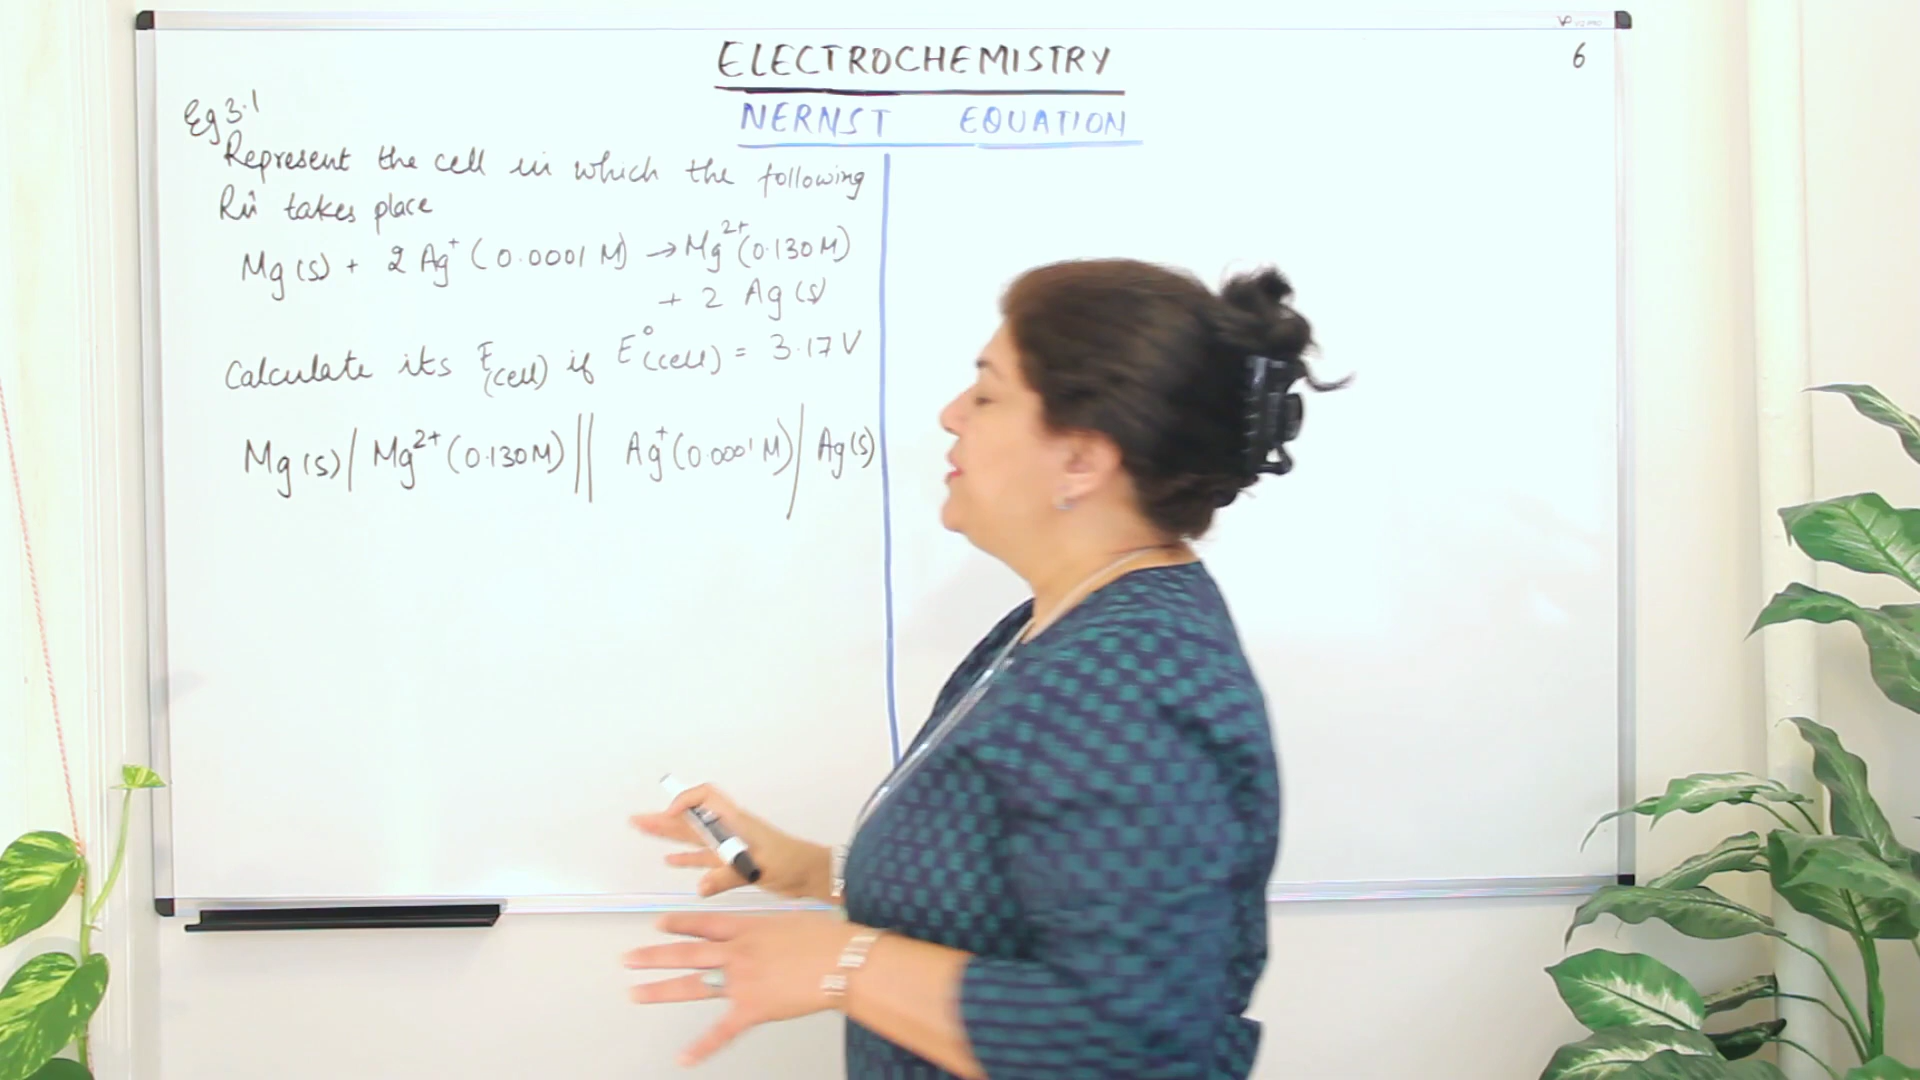 ELECTROCHEMISTRY
6
NERNST EQUATION
Eg 3.1
Represent the cell in which the following
Rxⁿ takes place
Mg (s) + 2 Ag⁺ (0.0001 M) → Mg²⁺ (0.130 M)
+ 2 Ag (s)
Calculate its E(cell) if E°(cell) = 3.17 V
Mg (s) / Mg²⁺ (0.130 M) || Ag⁺ (0.0001 M) / Ag (s)